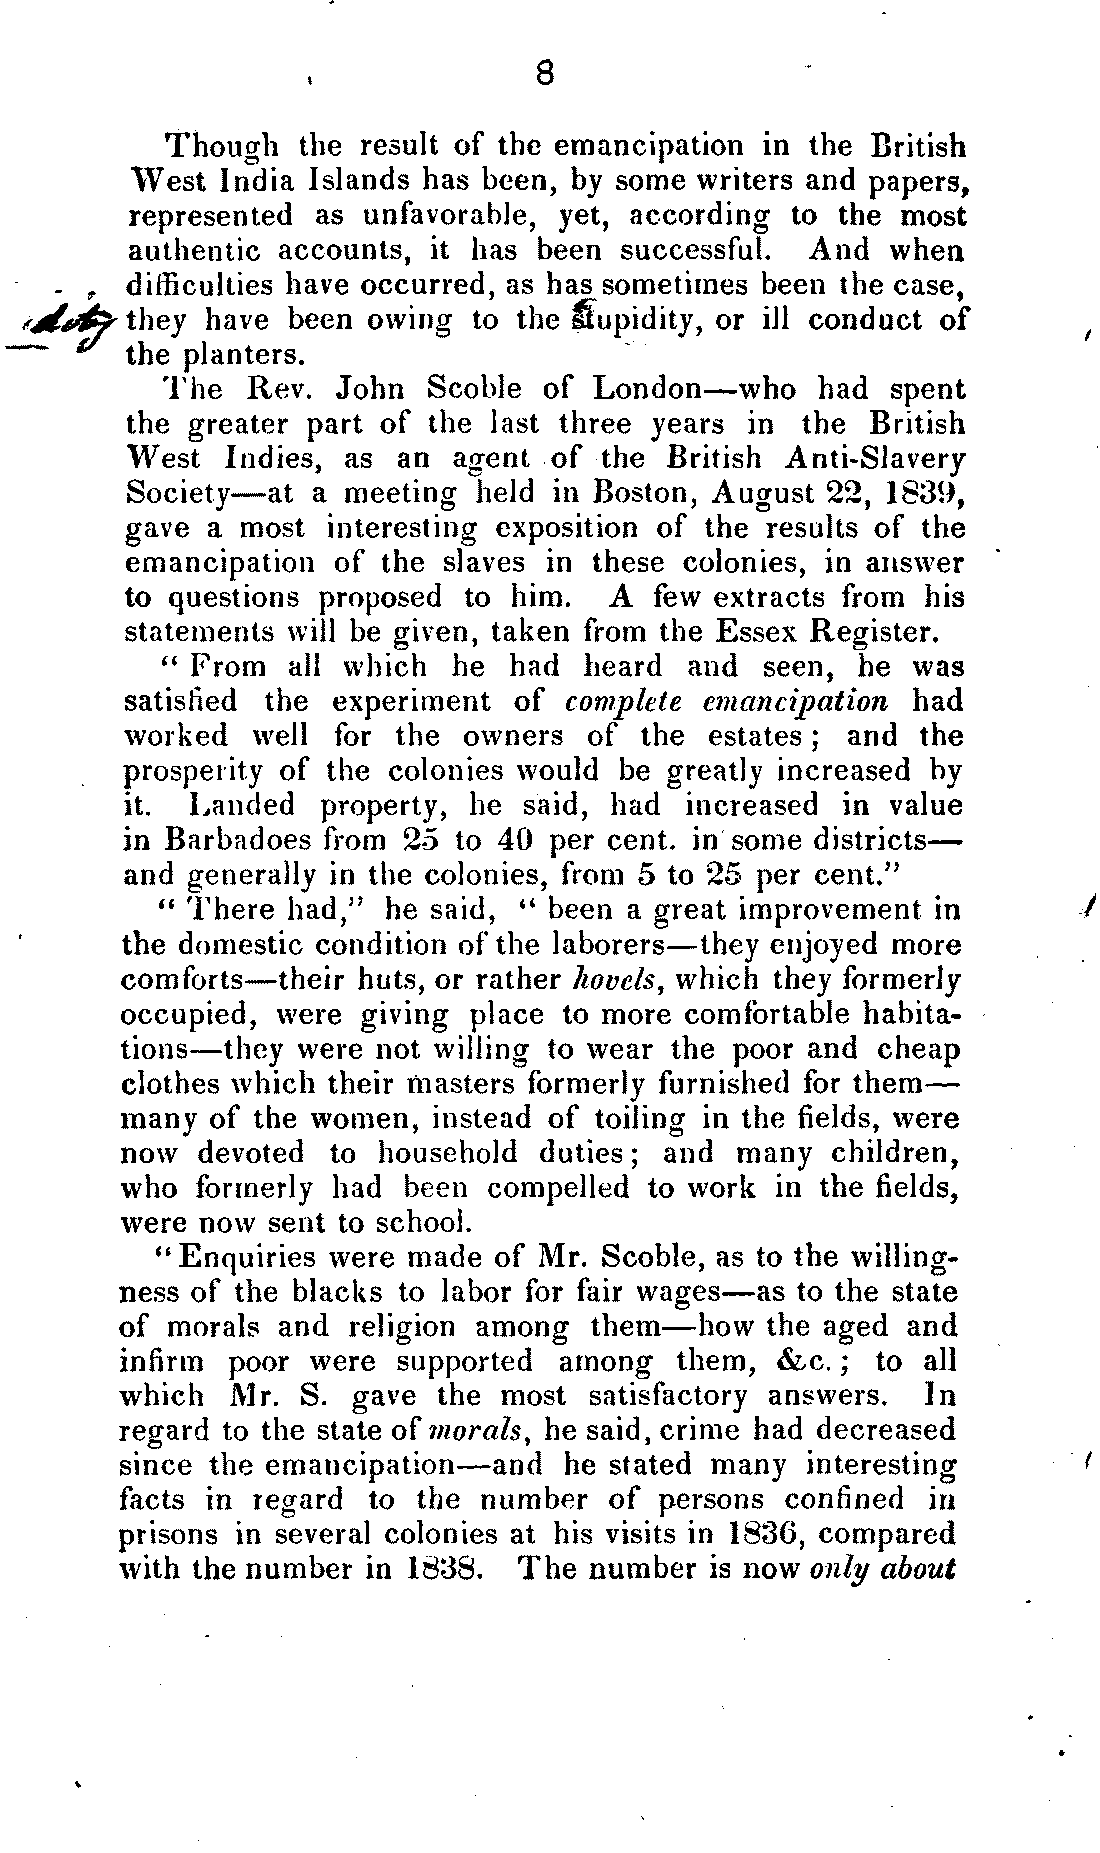 8
Though the result of the emancipation in the British
West India Islands has been, by some writers and papers,
represented as unfavorable, yet, according to the most
authentic accounts, it has been successful. And when
difficulties have occurred, as has sometimes been the case,
they have been owing to the stupidity, or ill conduct of
the planters.
The Rev. John Scoble of London—who had spent
the greater part of the last three years in the British
West Indies, as an agent of the British Anti-Slavery
Society—at a meeting held in Boston, August 22, 1839,
gave a most interesting exposition of the results of the
emancipation of the slaves in these colonies, in answer
to questions proposed to him. A few extracts from his
statements will be given, taken from the Essex Register.
“ From all which he had heard and seen, he was
satisfied the experiment of complete emancipation had
worked well for the owners of the estates ; and the
prosperity of the colonies would be greatly increased by
it. Landed property, he said, had increased in value
in Barbadoes from 25 to 40 per cent. in some districts—
and generally in the colonies, from 5 to 25 per cent.”
“ There had,” he said, “ been a great improvement in
the domestic condition of the laborers—they enjoyed more
comforts—their huts, or rather hovels, which they formerly
occupied, were giving place to more comfortable habita-
tions—they were not willing to wear the poor and cheap
clothes which their masters formerly furnished for them—
many of the women, instead of toiling in the fields, were
now devoted to household duties ; and many children,
who formerly had been compelled to work in the fields,
were now sent to school.
“ Enquiries were made of Mr. Scoble, as to the willing-
ness of the blacks to labor for fair wages—as to the state
of morals and religion among them—how the aged and
infirm poor were supported among them, &c. ; to all
which Mr. S. gave the most satisfactory answers. In
regard to the state of morals, he said, crime had decreased
since the emancipation—and he stated many interesting
facts in regard to the number of persons confined in
prisons in several colonies at his visits in 1836, compared
with the number in 1838. The number is now only about